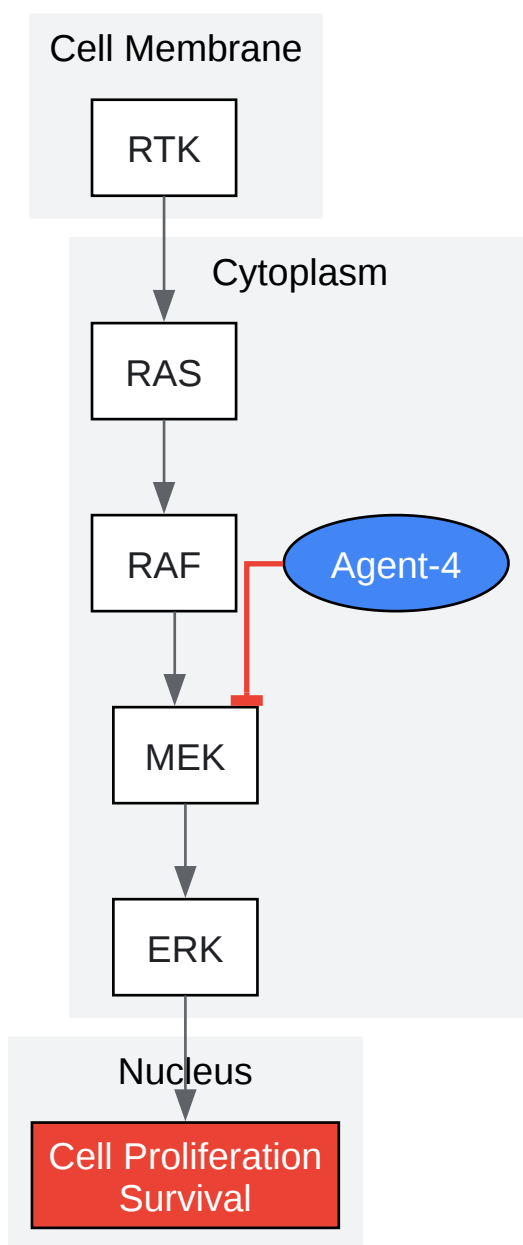 Cell Membrane
RTK
Cytoplasm
RAS
RAF
Agent-4
MEK
ERK
Nucleus
Cell Proliferation
Survival